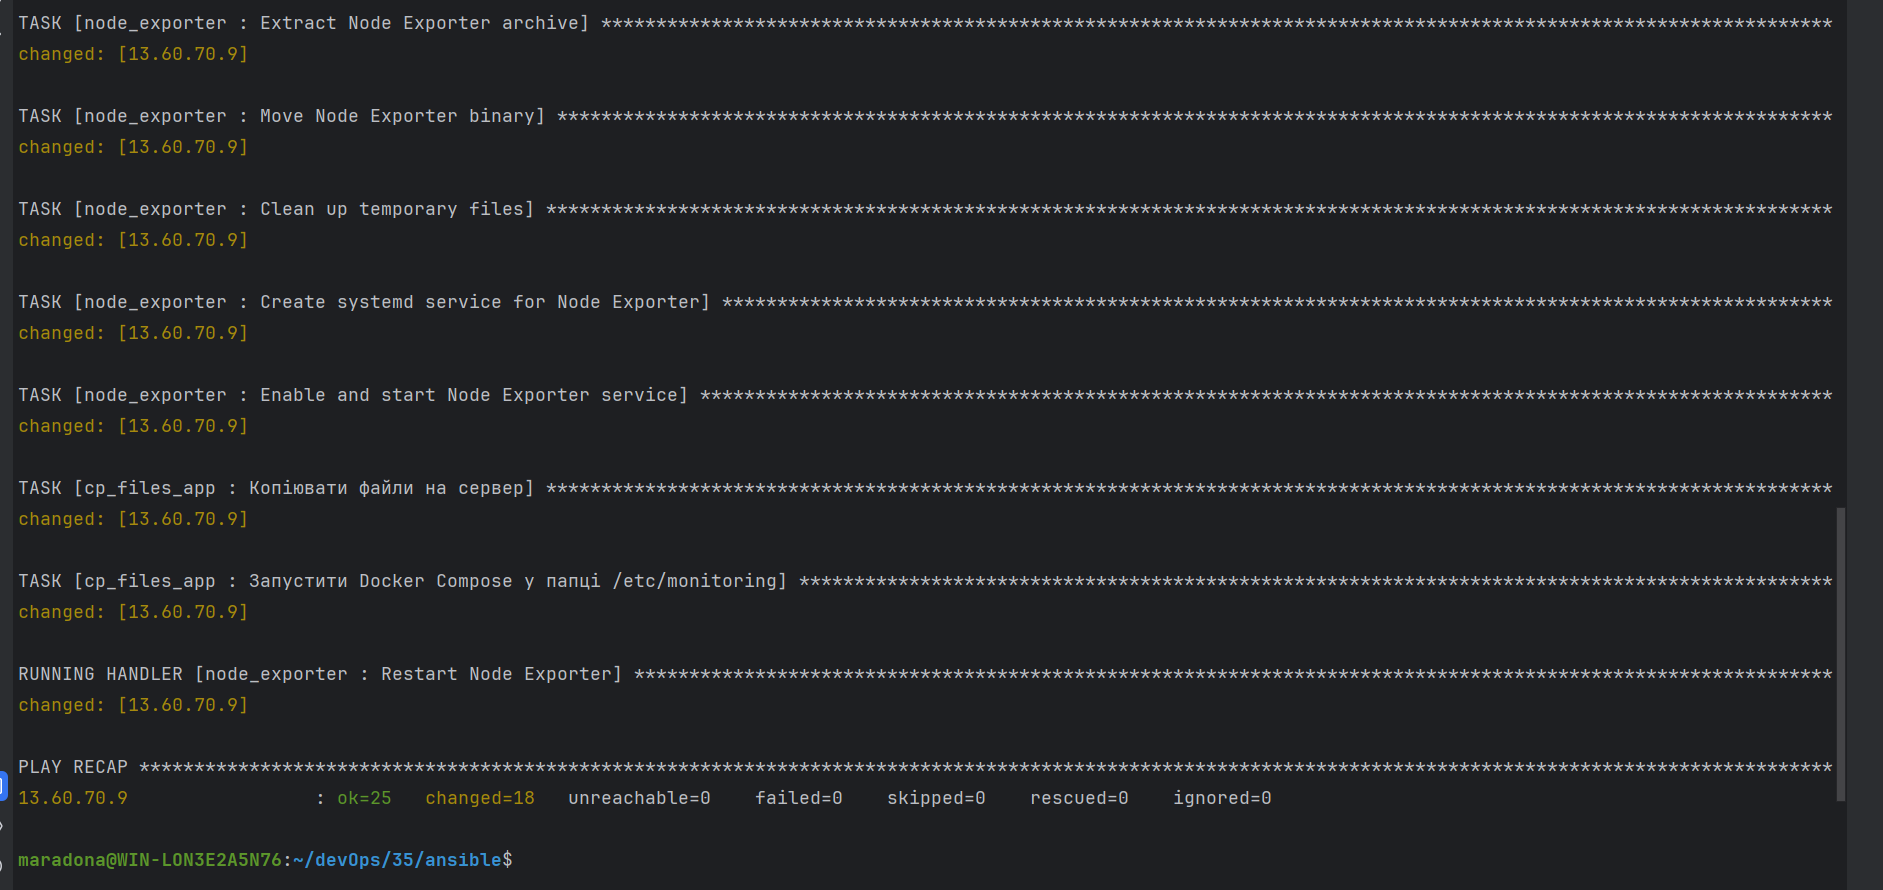 TASK [node_exporter : Extract Node Exporter archive] ****************************************************************************************************************
changed: [13.60.70.9]
TASK [node_exporter : Move Node Exporter binary] ********************************************************************************************************************
changed: [13.60.70.9]
TASK [node_exporter : Clean up temporary files] *********************************************************************************************************************
changed: [13.60.70.9]
TASK [node_exporter : Create systemd service for Node Exporter] *****************************************************************************************************
changed: [13.60.70.9]
TASK [node_exporter : Enable and start Node Exporter service] *******************************************************************************************************
changed: [13.60.70.9]
TASK [cp_files_app : Копіювати файли на сервер] *********************************************************************************************************************
changed: [13.60.70.9]
TASK [cp_files_app : Запустити Docker Compose у папці /etc/monitoring] **********************************************************************************************
changed: [13.60.70.9]
RUNNING HANDLER [node_exporter : Restart Node Exporter] *************************************************************************************************************
changed: [13.60.70.9]
PLAY RECAP **********************************************************************************************************************************************************
13.60.70.9                 : ok=25   changed=18   unreachable=0    failed=0    skipped=0    rescued=0    ignored=0
maradona@WIN-LON3E2A5N76:~/devOps/35/ansible$